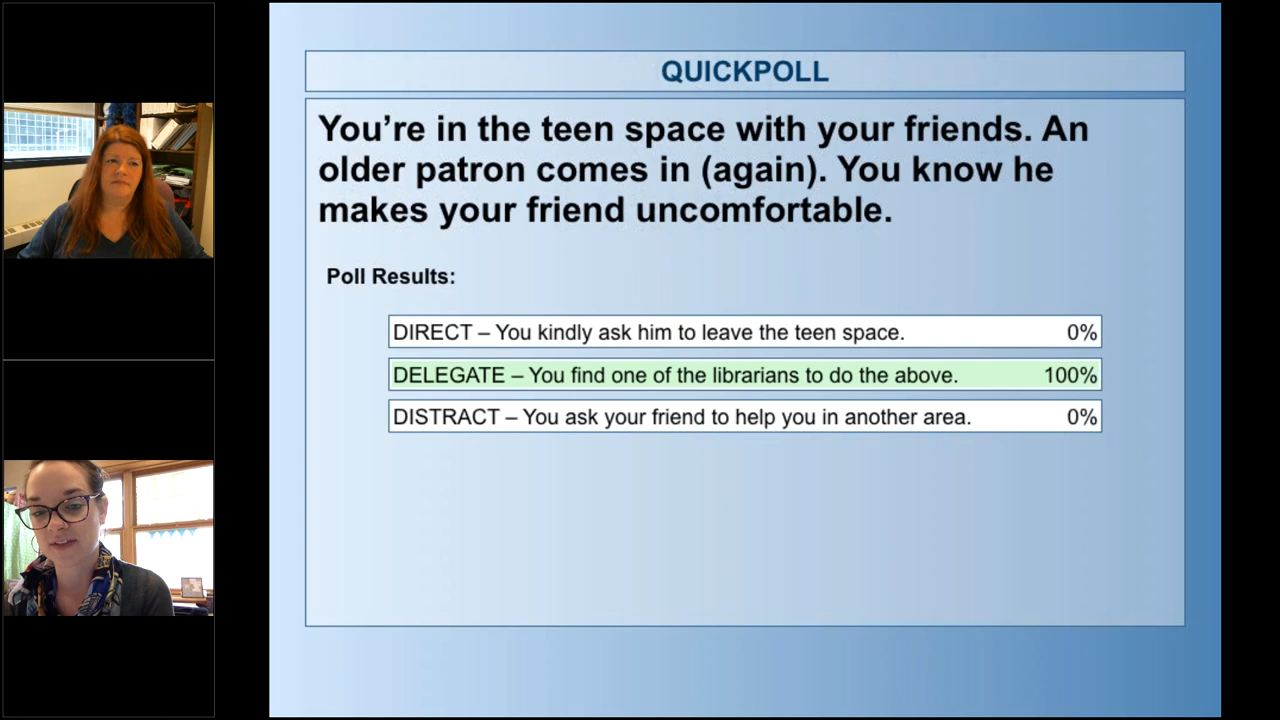 QUICKPOLL
You’re in the teen space with your friends. An
older patron comes in (again). You know he
makes your friend uncomfortable.
Poll Results:
DIRECT – You kindly ask him to leave the teen space. 0%
DELEGATE – You find one of the librarians to do the above. 100%
DISTRACT – You ask your friend to help you in another area. 0%